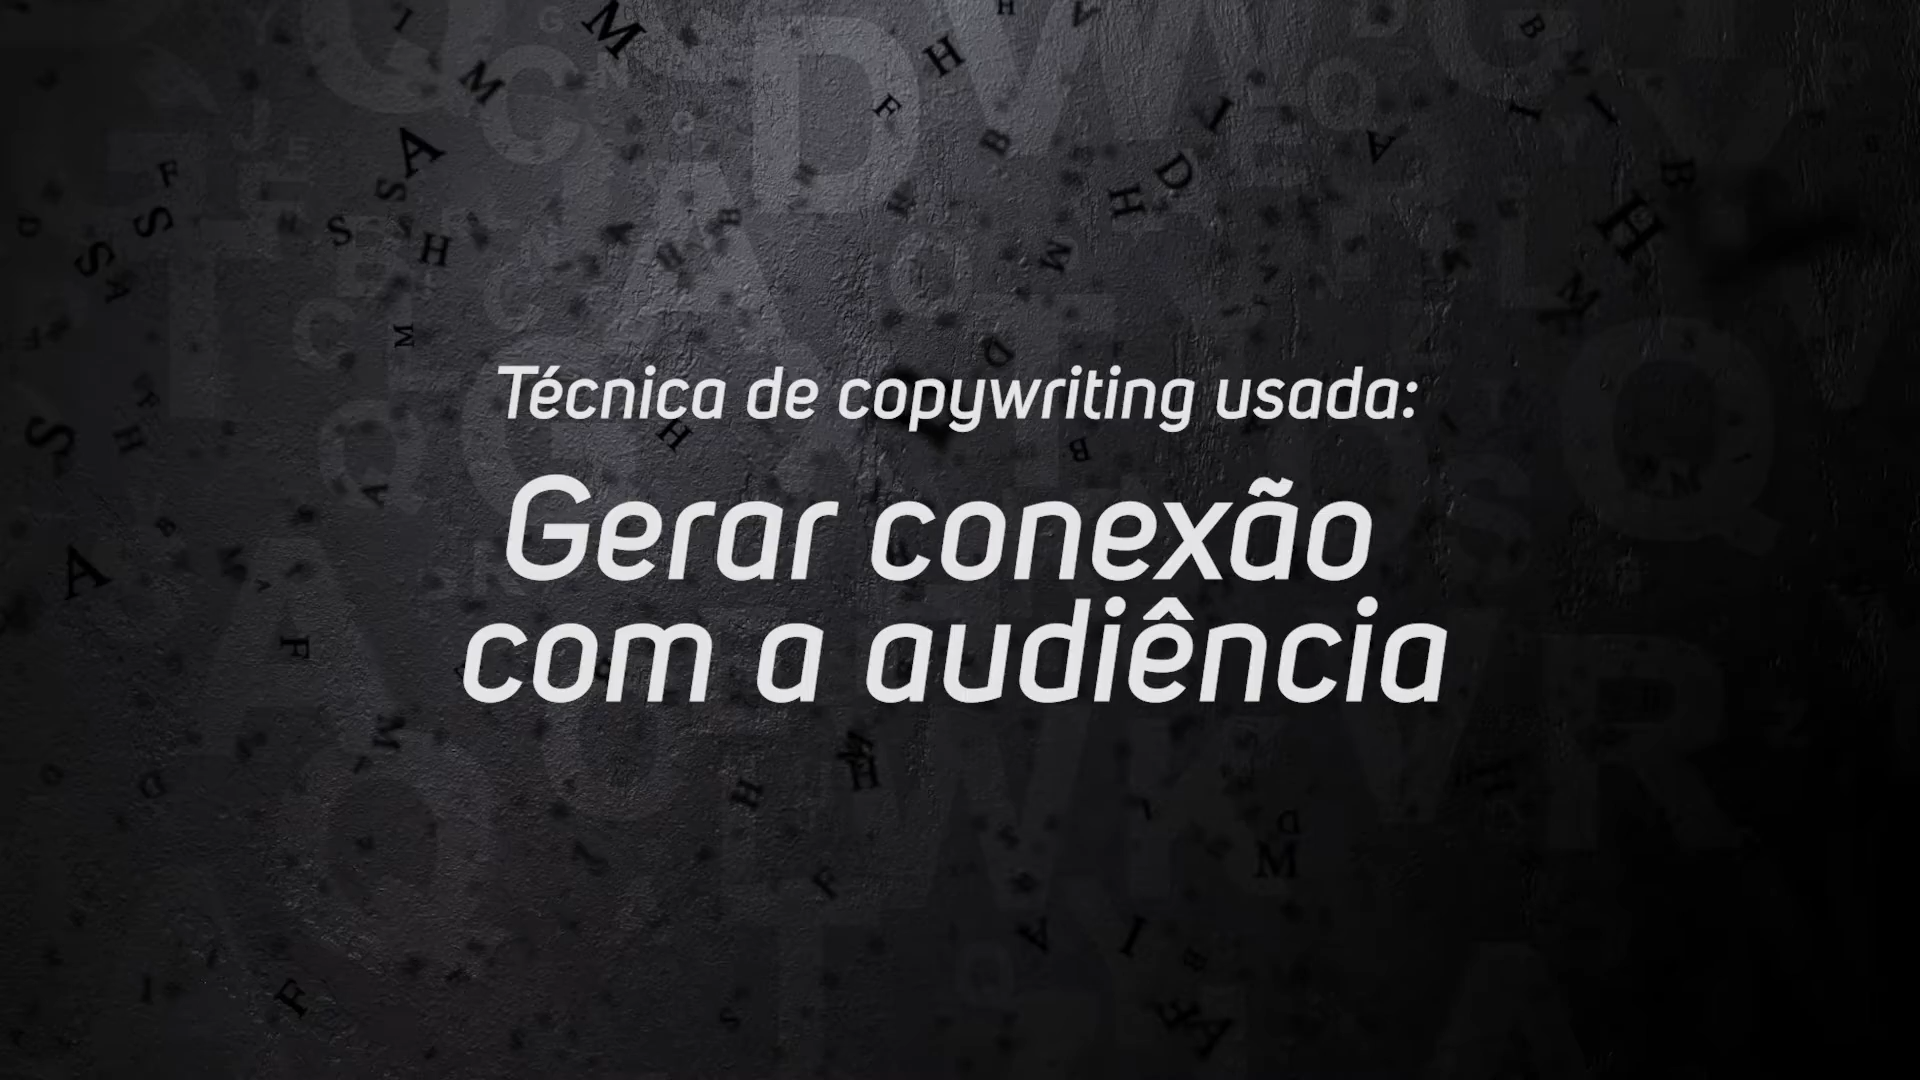 Técnica de copywriting usada:
Gerar conexão
com a audiência